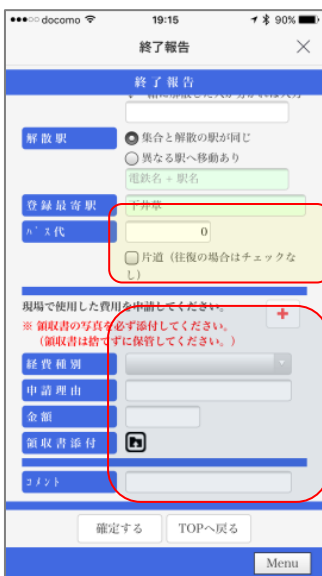 docomo 19:15 90%
終了報告
終了報告
解散駅
集合と解散の駅が同じ
異なる駅へ移動あり
電鉄名 + 駅名
登録最寄駅 下井草
バス代 0
片道（往復の場合はチェックなし）
現場で使用した費用を申請してください。
※ 領収書の写真を必ず添付してください。
（領収書は捨てずに保管してください。）
経費種別
申請理由
金額
領収書添付
コメント
確定する TOPへ戻る
Menu